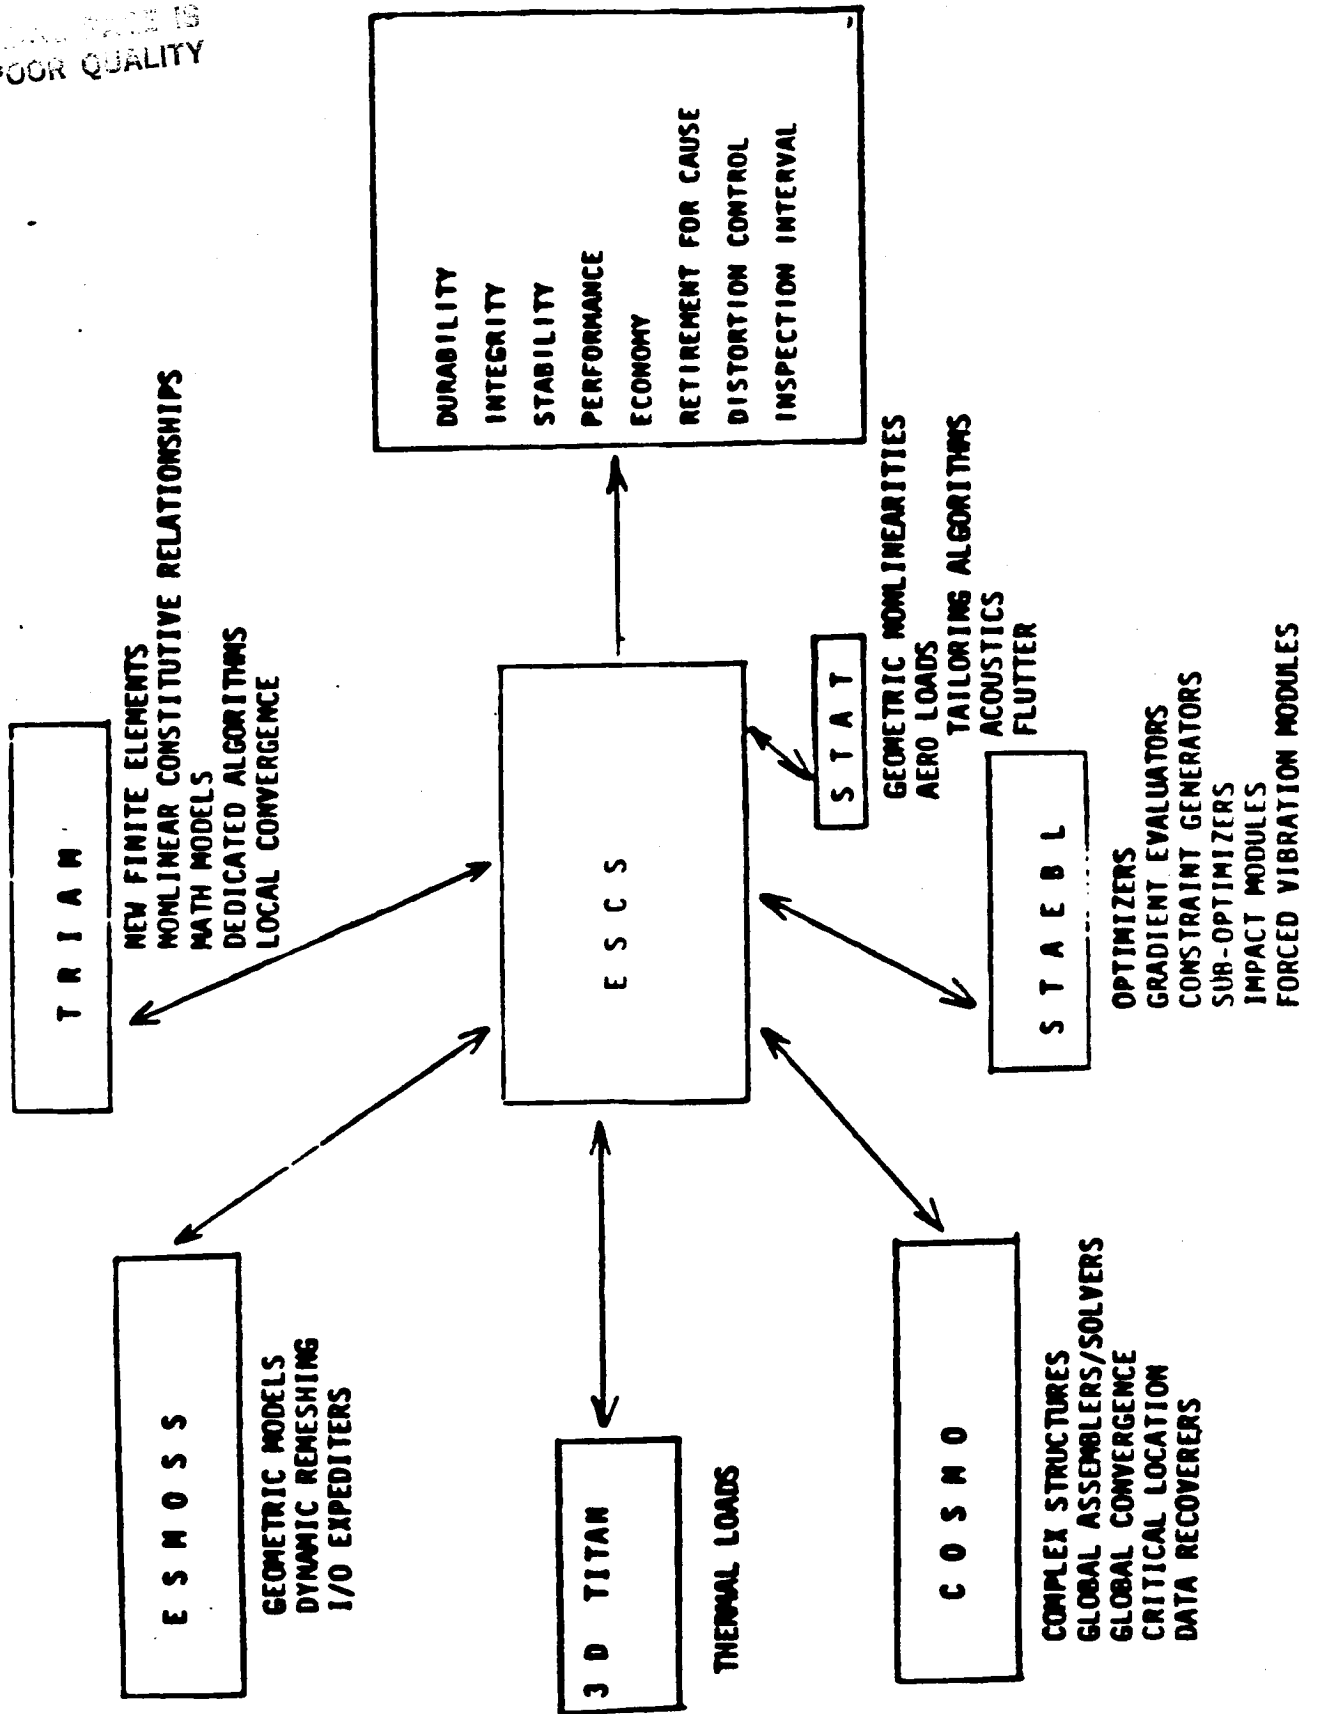 POOR QUALITY
T R I A M
NEW FINITE ELEMENTS
NONLINEAR CONSTITUTIVE RELATIONSHIPS
MATH MODELS
DEDICATED ALGORITHMS
LOCAL CONVERGENCE
E S M O S S
GEOMETRIC MODELS
DYNAMIC REMESHING
I/O EXPEDITERS
3 D TITAN
THERMAL LOADS
E S C S
DURABILITY
INTEGRITY
STABILITY
PERFORMANCE
ECONOMY
RETIREMENT FOR CAUSE
DISTORTION CONTROL
INSPECTION INTERVAL
S T A T
GEOMETRIC NONLINEARITIES
AERO LOADS
TAILORING ALGORITHMS
ACOUSTICS
FLUTTER
C O S M O
COMPLEX STRUCTURES
GLOBAL ASSEMBLERS/SOLVERS
GLOBAL CONVERGENCE
CRITICAL LOCATION
DATA RECOVERERS
S T A E B L
OPTIMIZERS
GRADIENT EVALUATORS
CONSTRAINT GENERATORS
SUB-OPTIMIZERS
IMPACT MODULES
FORCED VIBRATION MODULES